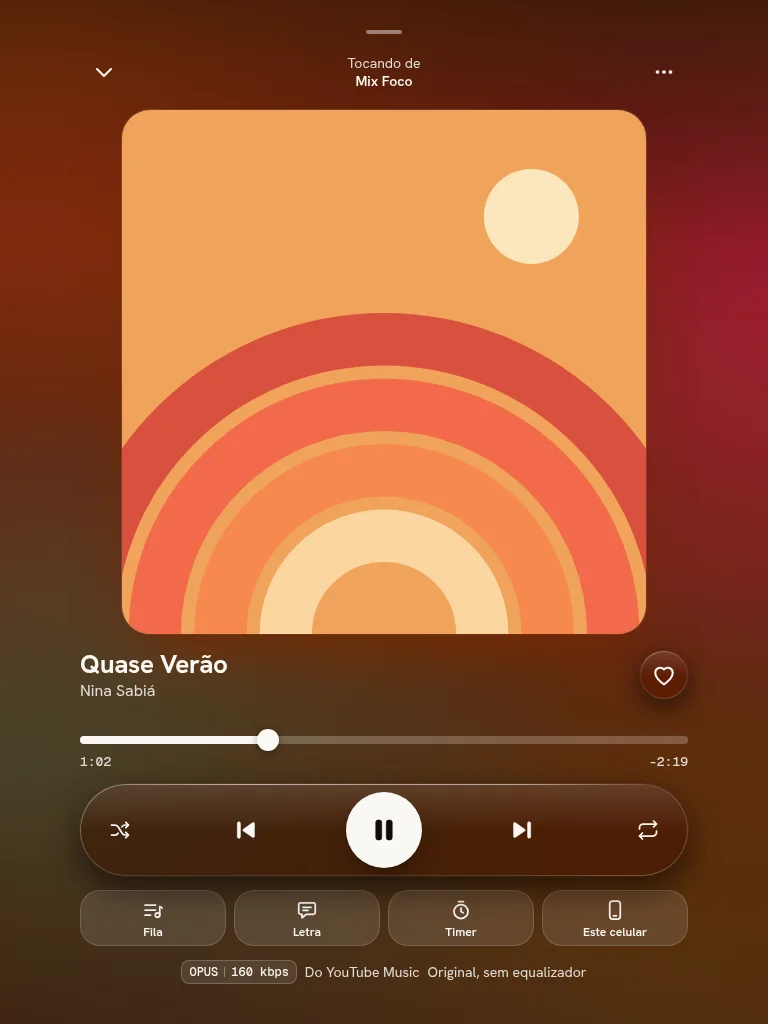 Tocando de
Mix Foco
Quase Verão
Nina Sabiá
1:02
-2:19
Fila
Letra
Timer
Este celular
OPUS | 160 kbps Do YouTube Music Original, sem equalizador